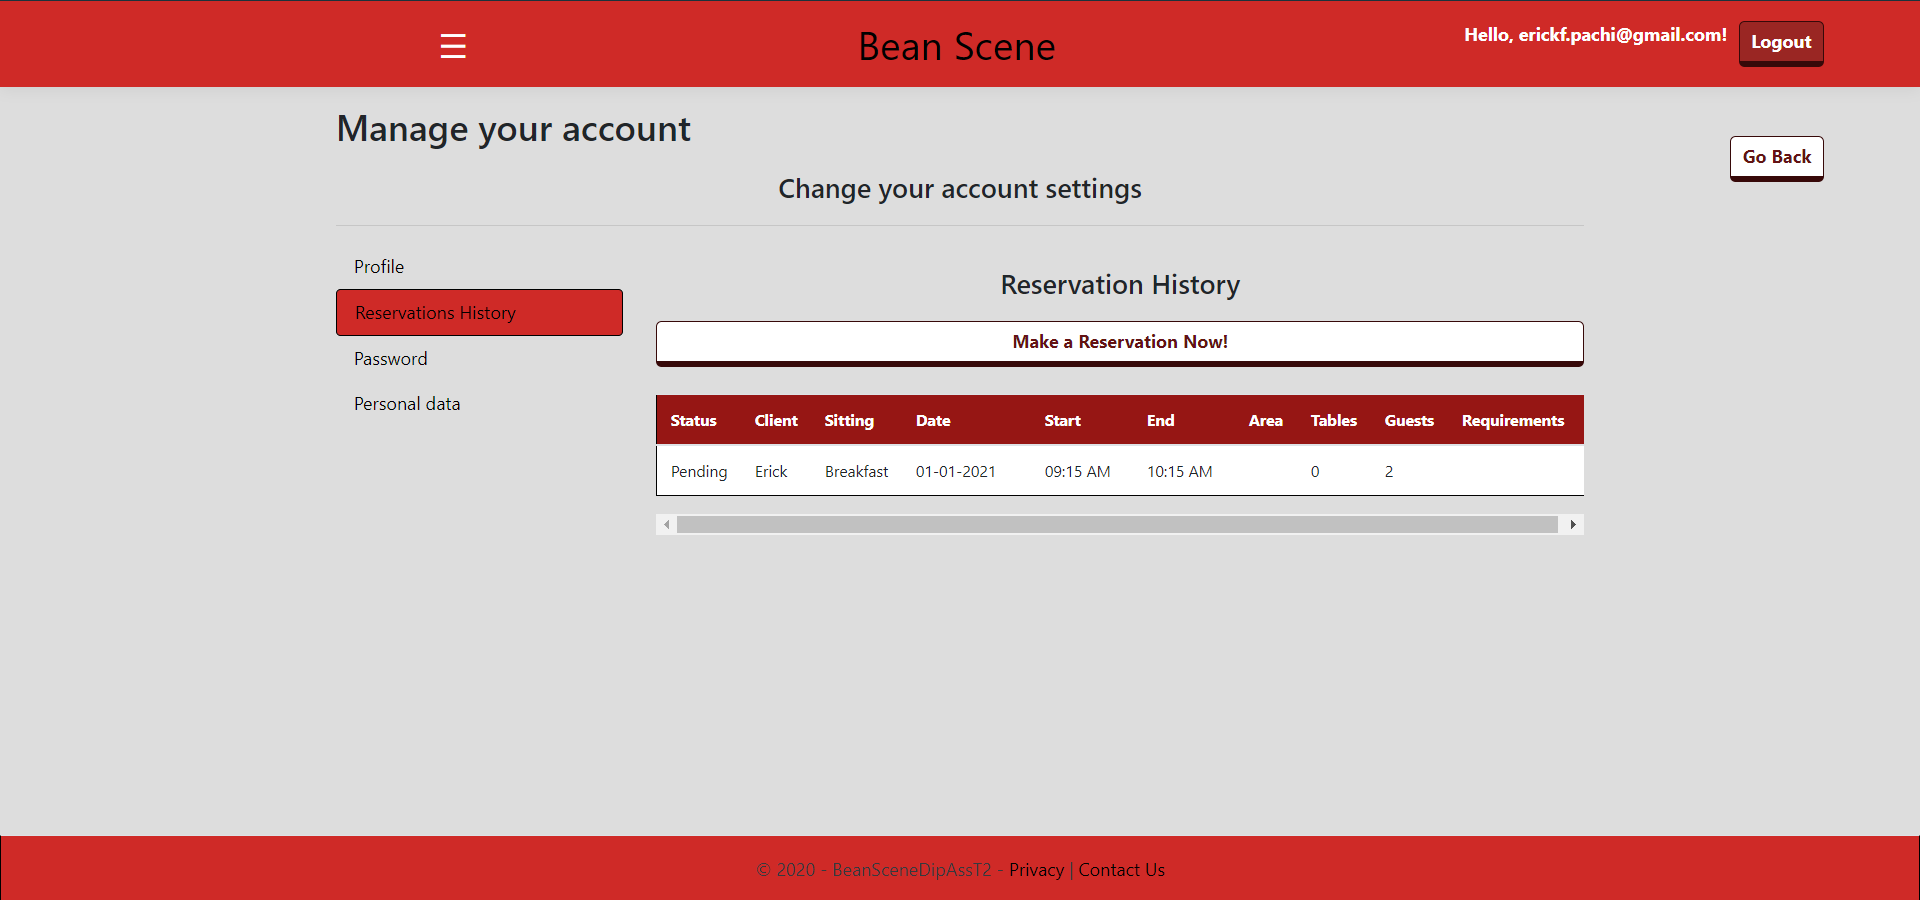 ☰ Bean Scene Hello, erickf.pachi@gmail.com! Logout
Manage your account
Go Back
Change your account settings
Profile
Reservations History
Password
Personal data
Reservation History
Make a Reservation Now!
Status Client Sitting Date Start End Area Tables Guests Requirements
Pending Erick Breakfast 01-01-2021 09:15 AM 10:15 AM 0 2
© 2020 - BeanSceneDipAssT2 - Privacy | Contact Us